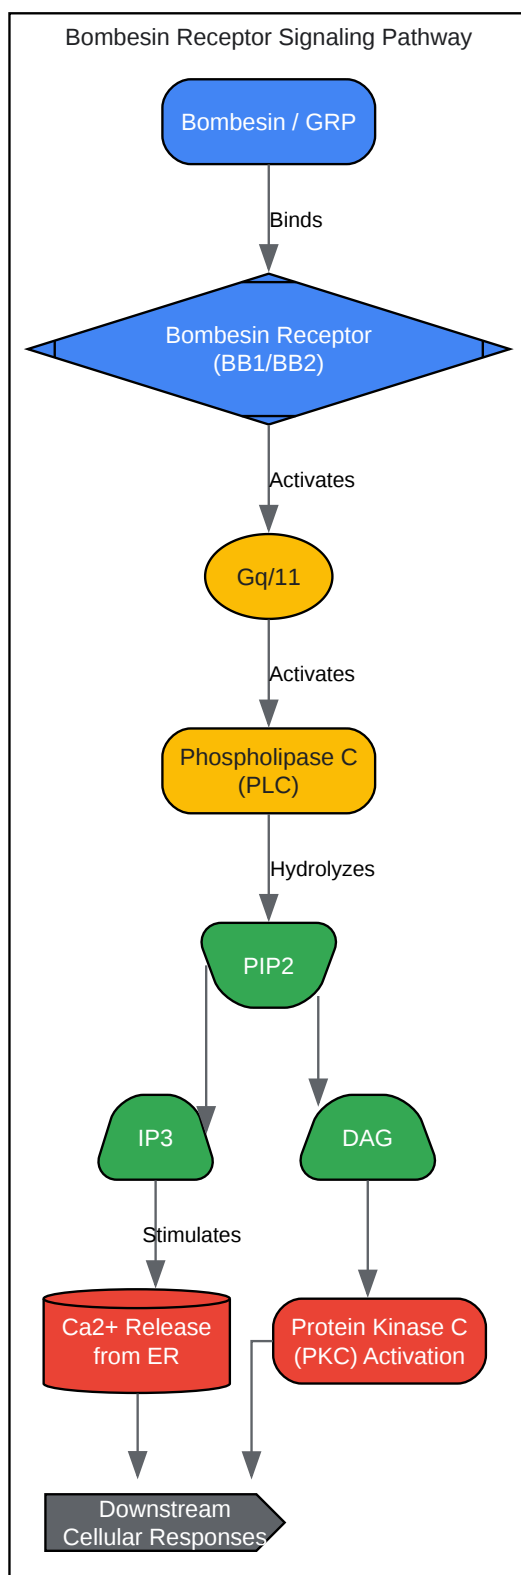 Bombesin Receptor Signaling Pathway
Bombesin / GRP
Binds
Bombesin Receptor
(BB1/BB2)
Activates
Gq/11
Activates
Phospholipase C
(PLC)
Hydrolyzes
PIP2
IP3
DAG
Stimulates
Ca2+ Release
from ER
Protein Kinase C
(PKC) Activation
Downstream
Cellular Responses